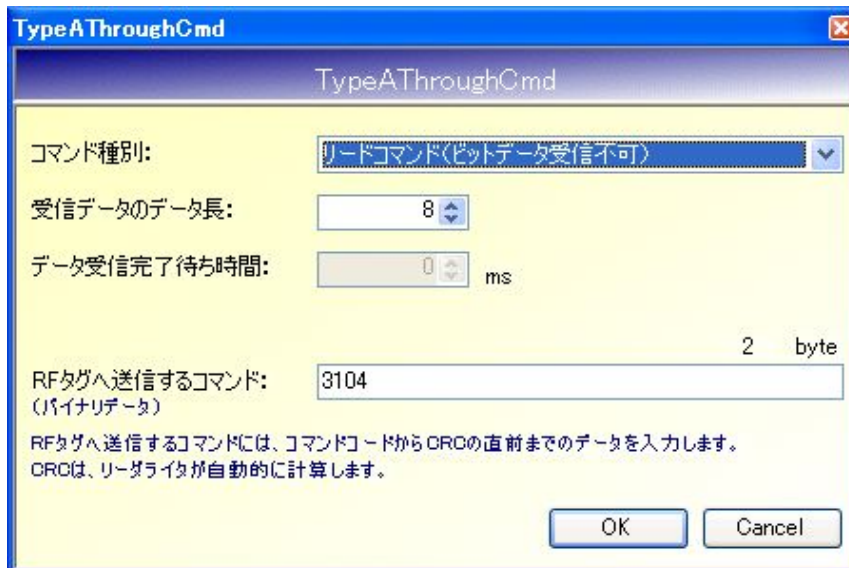 TypeAThroughCmd
TypeAThroughCmd
コマンド種別: リードコマンド(ビットデータ受信不可)
受信データのデータ長: 8
データ受信完了待ち時間: 0 ms
2 byte
RFタグへ送信するコマンド: 3104
(バイナリデータ)
RFタグへ送信するコマンドには、コマンドコードからCRCの直前までのデータを入力します。
CRCは、リーダライタが自動的に計算します。
OK Cancel